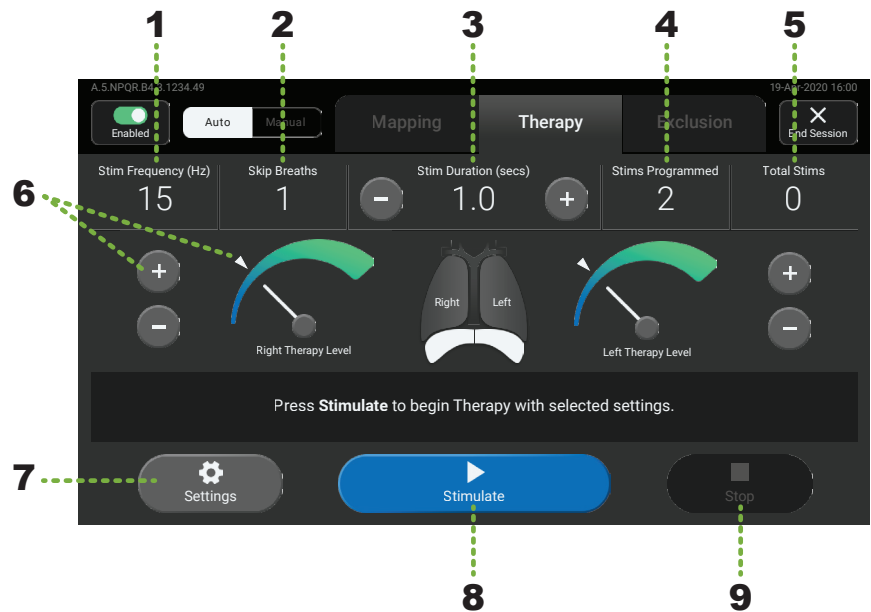 1 2 3 4 5
A.5.NPQR.B4.3.1234.49 19-Apr-2020 16:00
Enabled Auto Manual Mapping Therapy Exclusion End Session
Stim Frequency (Hz) Skip Breaths Stim Duration (secs) Stims Programmed Total Stims
15 1 − 1.0 + 2 0
6
+ +
Right Left
− −
Right Therapy Level Left Therapy Level
Press Stimulate to begin Therapy with selected settings.
7
Settings Stimulate Stop
8 9